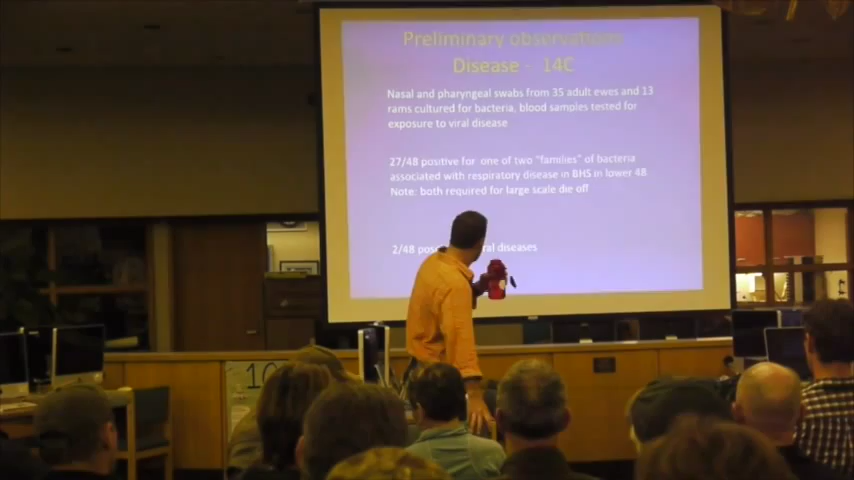 Preliminary observations
Disease - 14C
Nasal and pharyngeal swabs from 35 adult ewes and 13
rams cultured for bacteria, blood samples tested for
exposure to viral disease
27/48 positive for one of two "families" of bacteria
associated with respiratory disease in BHS in lower 48
Note: both required for large scale die off
2/48 diseases
10